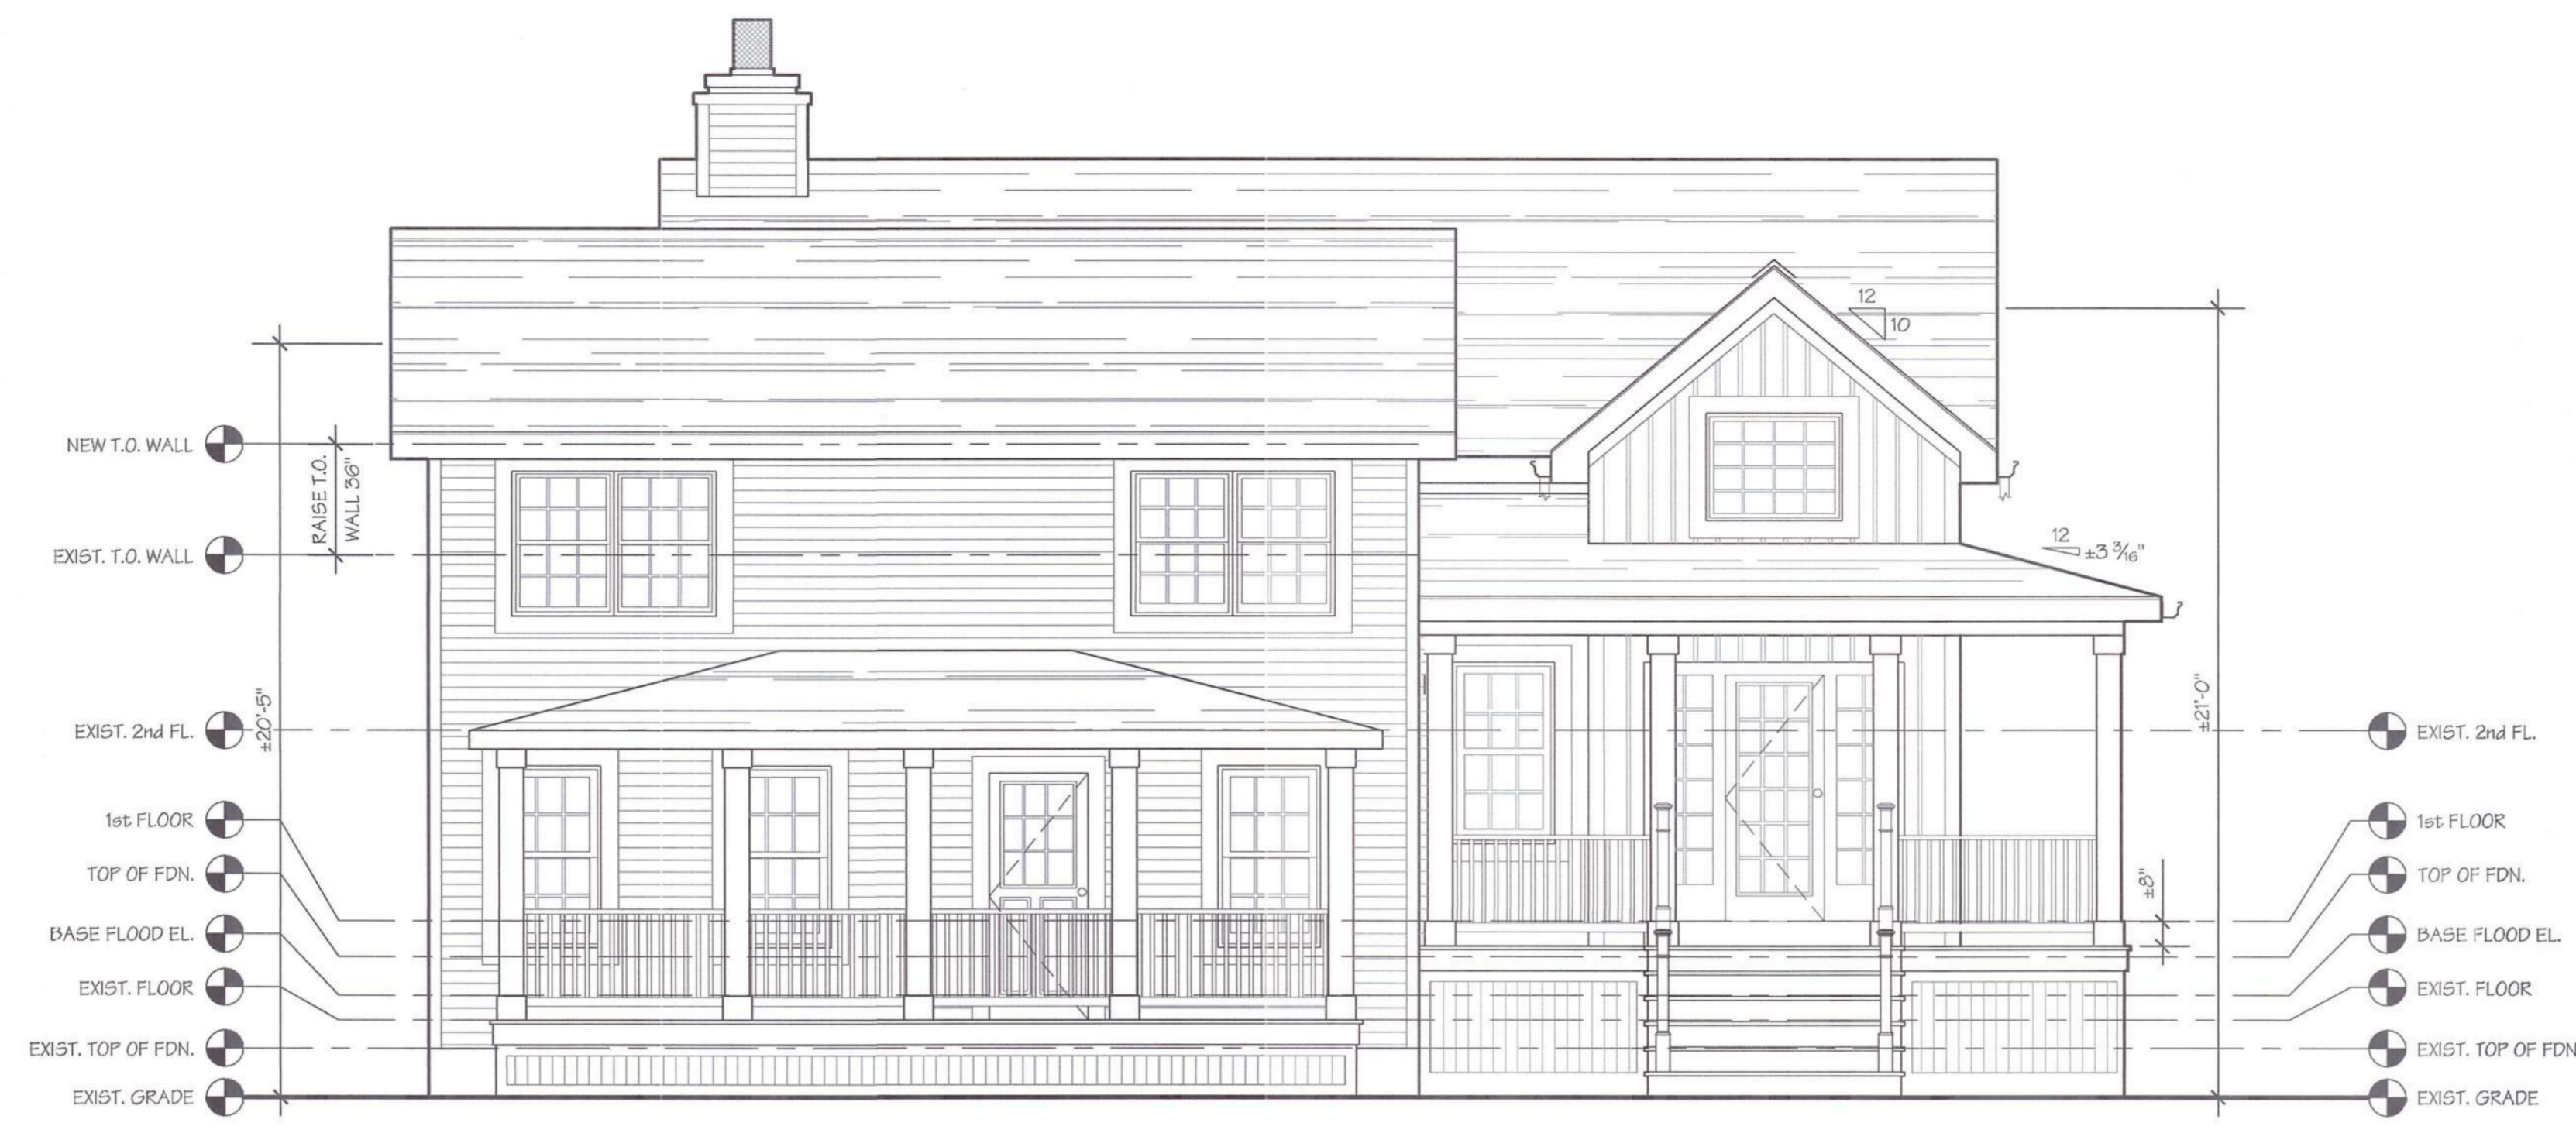 12
10
NEW T.O. WALL
RAISE T.O.
WALL 36"
EXIST. T.O. WALL
12
±3 3/16"
±20'-5"
±21'-0"
EXIST. 2nd FL.
EXIST. 2nd FL.
1st FLOOR
1st FLOOR
TOP OF FDN.
TOP OF FDN.
±8"
BASE FLOOD EL.
BASE FLOOD EL.
EXIST. FLOOR
EXIST. FLOOR
EXIST. TOP OF FDN.
EXIST. TOP OF FDN
EXIST. GRADE
EXIST. GRADE